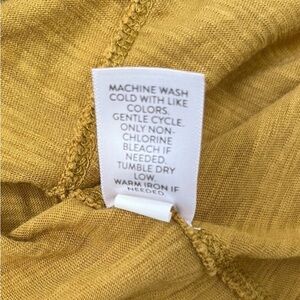 MACHINE WASH
COLD WITH LIKE
COLORS.
GENTLE CYCLE.
ONLY NON-
CHLORINE
BLEACH IF
NEEDED.
TUMBLE DRY
LOW.
WARM IRON IF
NEEDED